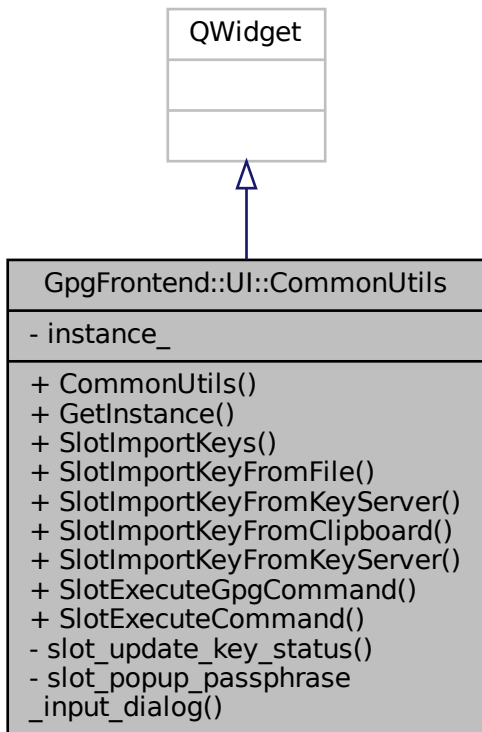 QWidget
GpgFrontend::UI::CommonUtils
- instance_
+ CommonUtils()
+ GetInstance()
+ SlotImportKeys()
+ SlotImportKeyFromFile()
+ SlotImportKeyFromKeyServer()
+ SlotImportKeyFromClipboard()
+ SlotImportKeyFromKeyServer()
+ SlotExecuteGpgCommand()
+ SlotExecuteCommand()
- slot_update_key_status()
- slot_popup_passphrase
_input_dialog()